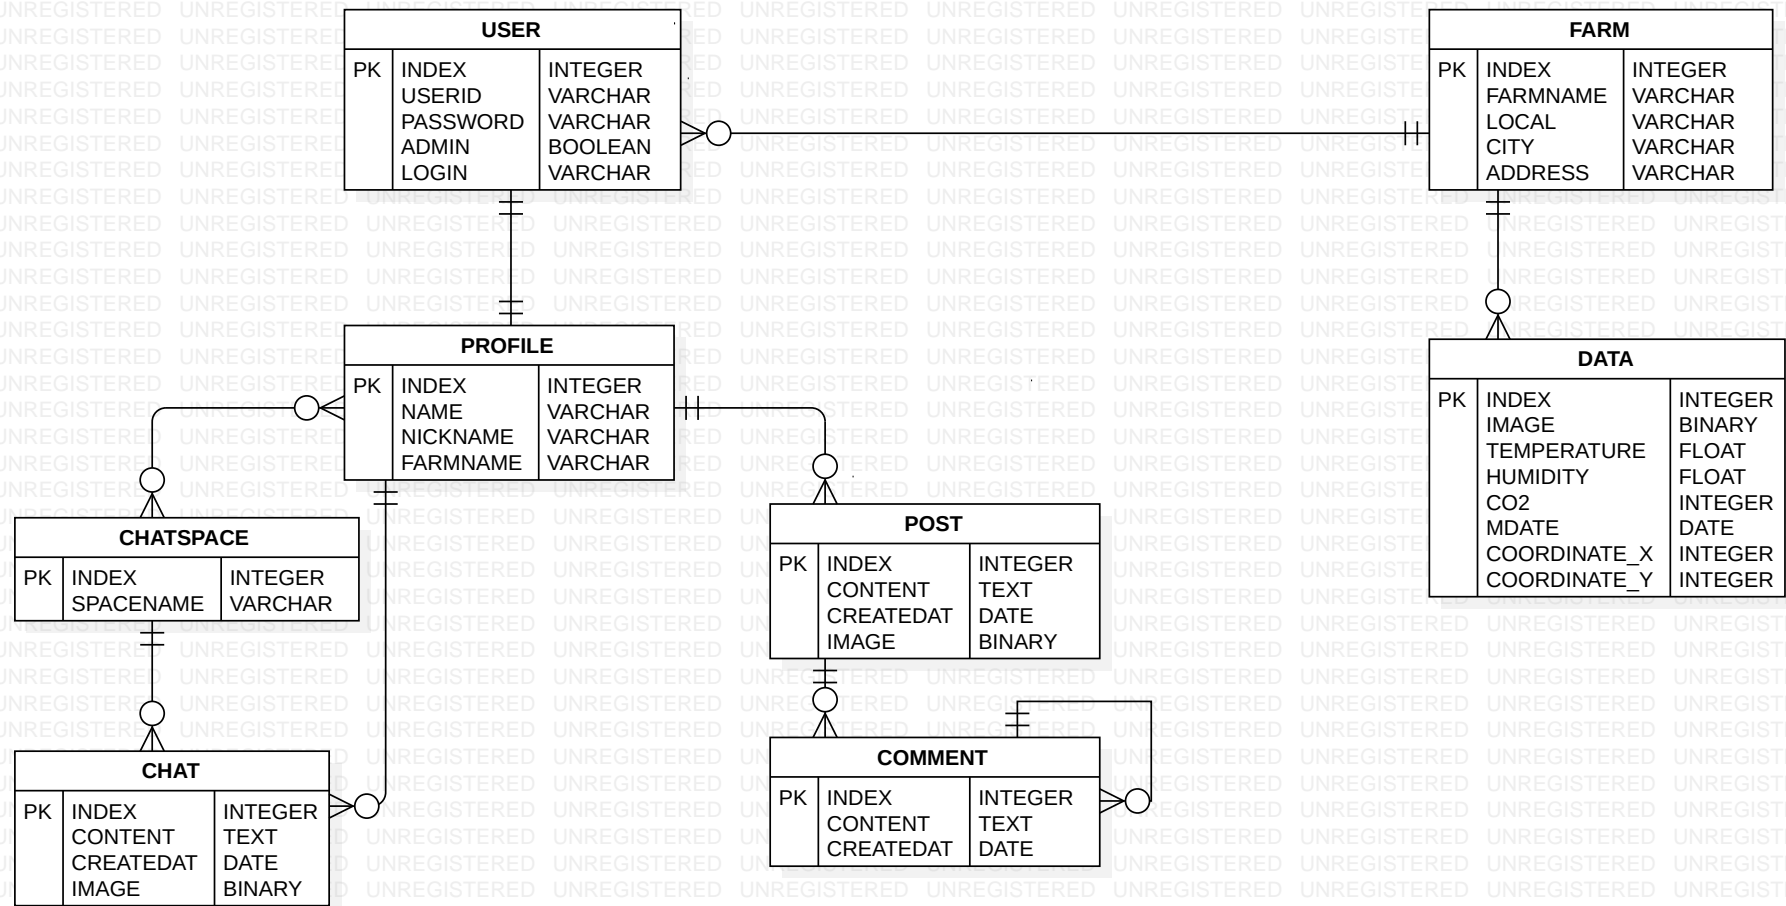 USER
PK INDEX INTEGER
USERID VARCHAR
PASSWORD VARCHAR
ADMIN BOOLEAN
LOGIN VARCHAR
FARM
PK INDEX INTEGER
FARMNAME VARCHAR
LOCAL VARCHAR
CITY VARCHAR
ADDRESS VARCHAR
PROFILE
PK INDEX INTEGER
NAME VARCHAR
NICKNAME VARCHAR
FARMNAME VARCHAR
DATA
PK INDEX INTEGER
IMAGE BINARY
TEMPERATURE FLOAT
HUMIDITY FLOAT
CO2 INTEGER
MDATE DATE
COORDINATE_X INTEGER
COORDINATE_Y INTEGER
CHATSPACE
PK INDEX INTEGER
SPACENAME VARCHAR
POST
PK INDEX INTEGER
CONTENT TEXT
CREATEDAT DATE
IMAGE BINARY
CHAT
PK INDEX INTEGER
CONTENT TEXT
CREATEDAT DATE
IMAGE BINARY
COMMENT
PK INDEX INTEGER
CONTENT TEXT
CREATEDAT DATE
UNREGISTERED